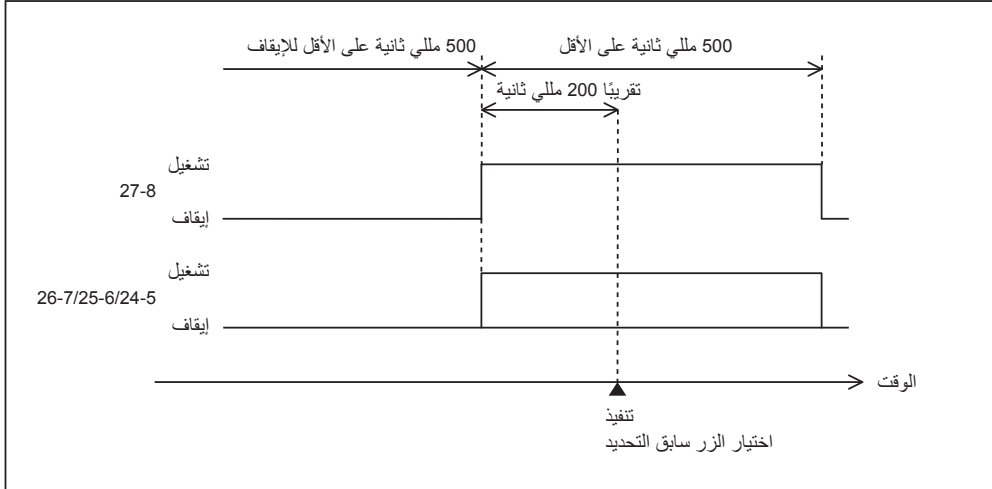 500 مللي ثانية على الأقل
500 مللي ثانية على الأقل للإيقاف
تقريبًا 200 مللي ثانية
تشغيل
27-8
إيقاف
تشغيل
26-7/25-6/24-5
إيقاف
الوقت
تنفيذ
اختيار الزر سابق التحديد